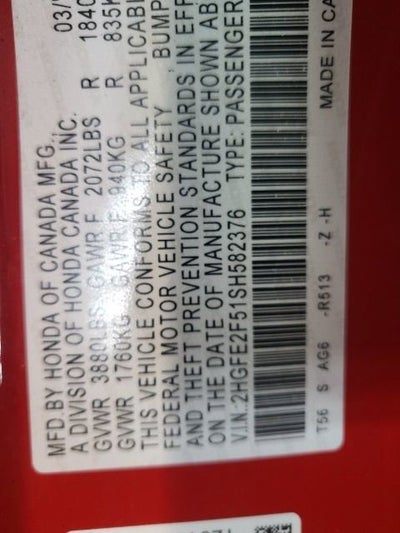 MFD.BY HONDA OF CANADA MFG., 03/
A DIVISION OF HONDA CANADA INC.
GVWR 3880LBS GAWR F 2072LBS R 1840
GVWR 1760KG GAWR F 940KG R 835K
THIS VEHICLE CONFORMS TO ALL APPLICABL
FEDERAL MOTOR VEHICLE SAFETY , BUMP
AND THEFT PREVENTION STANDARDS IN EFF
ON THE DATE OF MANUFACTURE SHOWN AB
V.I.N.:2HGFE2F51SH582376 TYPE: PASSENGER
T56 S AG6 -R513 -Z -H MADE IN CA